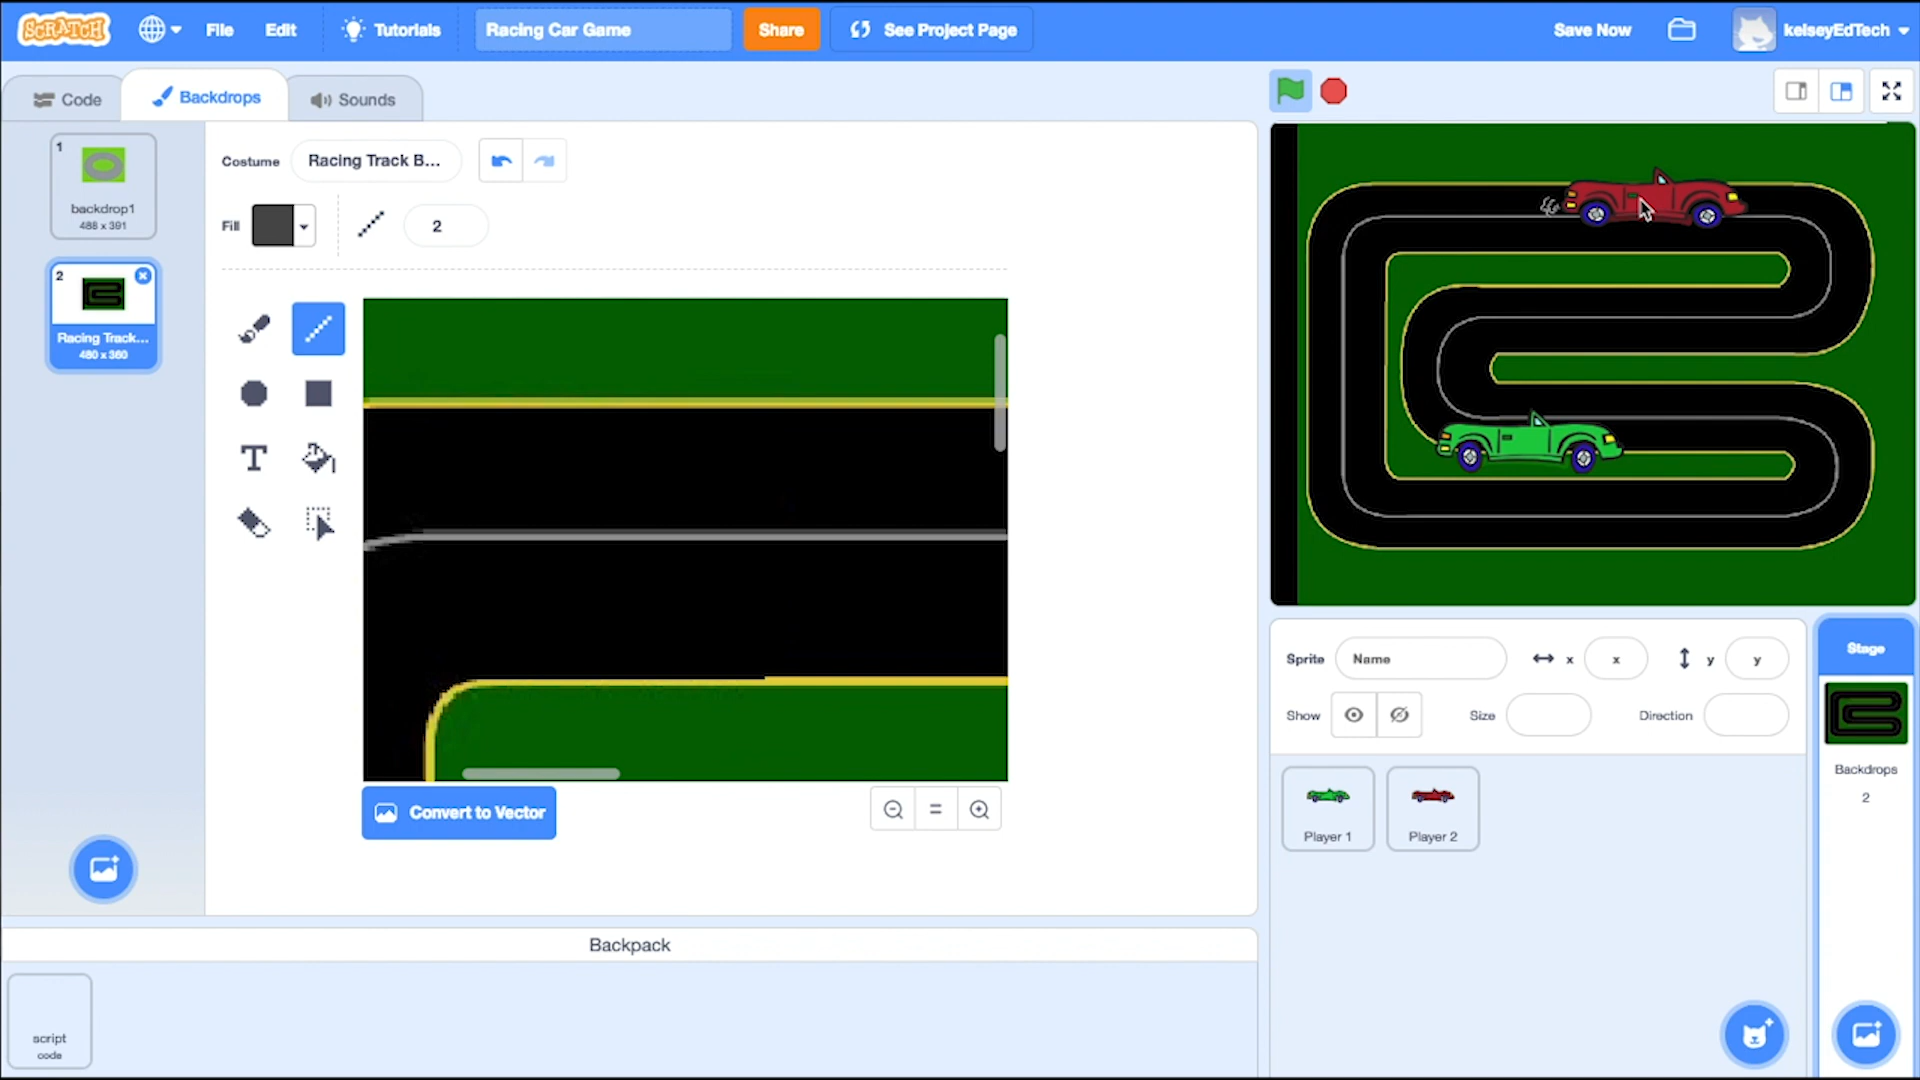 SCRATCH File Edit Tutorials Racing Car Game Share See Project Page Save Now kelseyEdTech
Code Backdrops Sounds
1
backdrop1
488 x 391
2
Racing Track...
480 x 360
Costume Racing Track B...
Fill 2
T
Convert to Vector
Backpack
script
code
Sprite Name x x y y
Show Size Direction
Player 1
Player 2
Stage
Backdrops
2